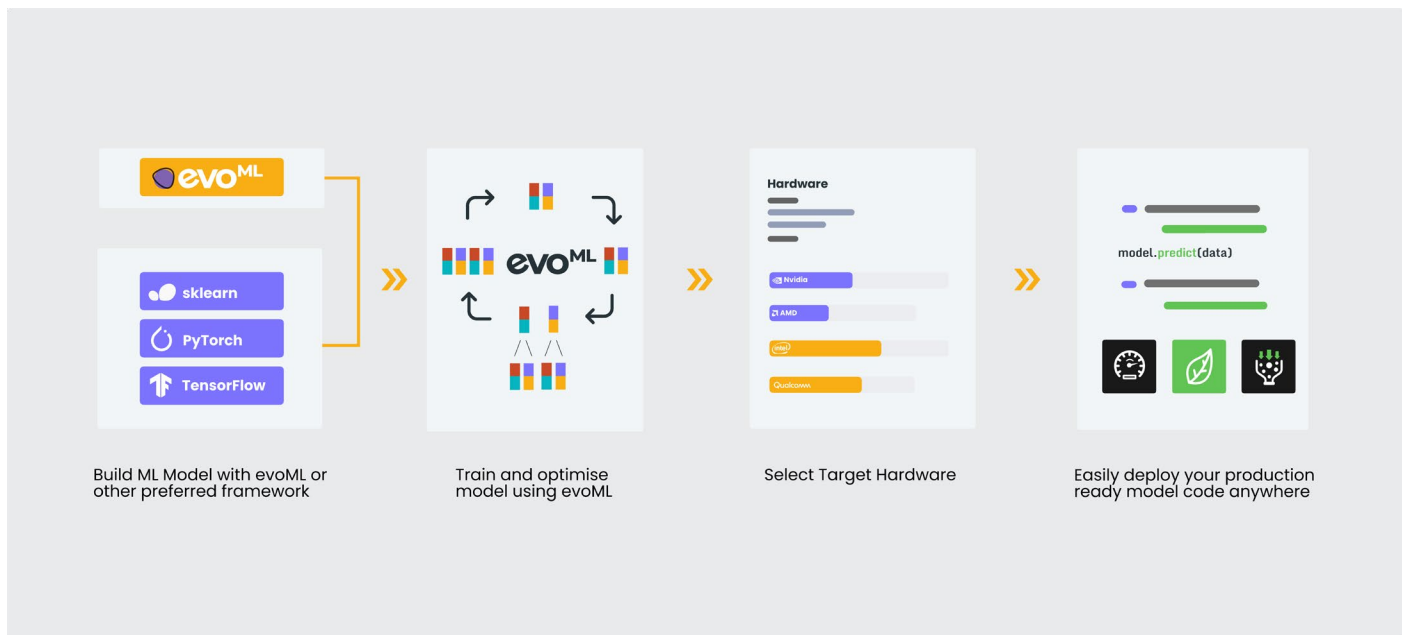 evoML
sklearn
PyTorch
TensorFlow
Build ML Model with evoML or
other preferred framework
evoML
Train and optimise
model using evoML
Hardware
Nvidia
AMD
intel
Qualcomm
Select Target Hardware
model.predict(data)
Easily deploy your production
ready model code anywhere